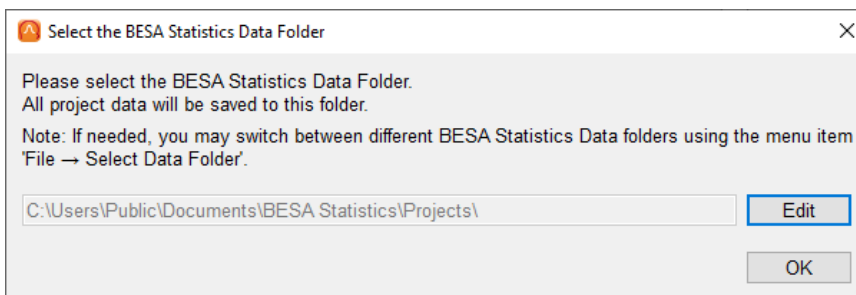 Select the BESA Statistics Data Folder
Please select the BESA Statistics Data Folder.
All project data will be saved to this folder.
Note: If needed, you may switch between different BESA Statistics Data folders using the menu item
'File → Select Data Folder'.
C:\Users\Public\Documents\BESA Statistics\Projects\
Edit
OK